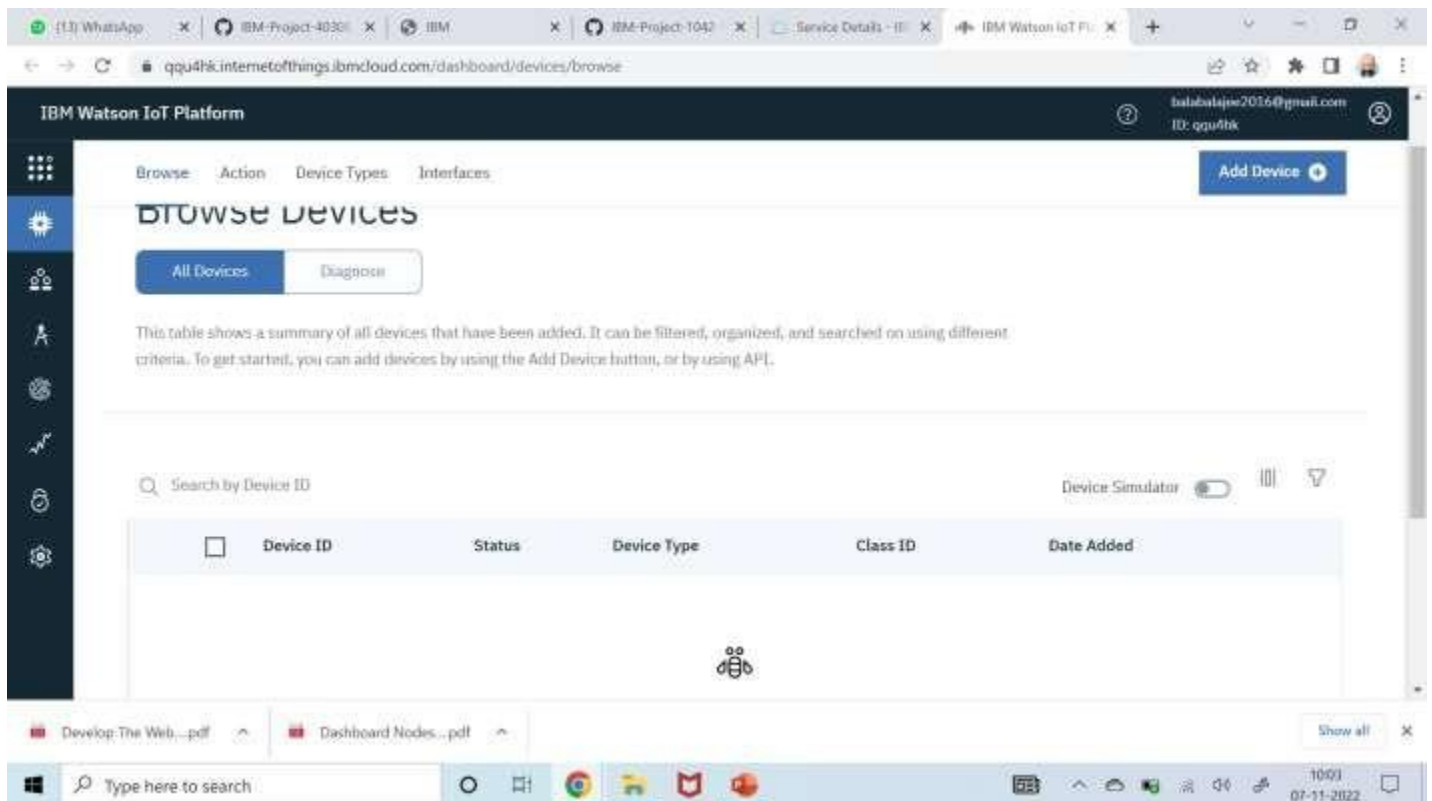 (13) WhatsApp
IBM-Project-4030
IBM
IBM-Project-1042
Service Details - IB
IBM Watson IoT Pl
qqu4hk.internetofthings.ibmcloud.com/dashboard/devices/browse
IBM Watson IoT Platform
balabalajee2016@gmail.com
ID: qqu4hk
Browse Action Device Types Interfaces
Add Device
Browse Devices
All Devices Diagnose
This table shows a summary of all devices that have been added. It can be filtered, organized, and searched on using different
criteria. To get started, you can add devices by using the Add Device button, or by using API.
Search by Device ID
Device Simulator
Device ID Status Device Type Class ID Date Added
Develop The Web....pdf
Dashboard Nodes....pdf
Show all
Type here to search
10:03
07-11-2022